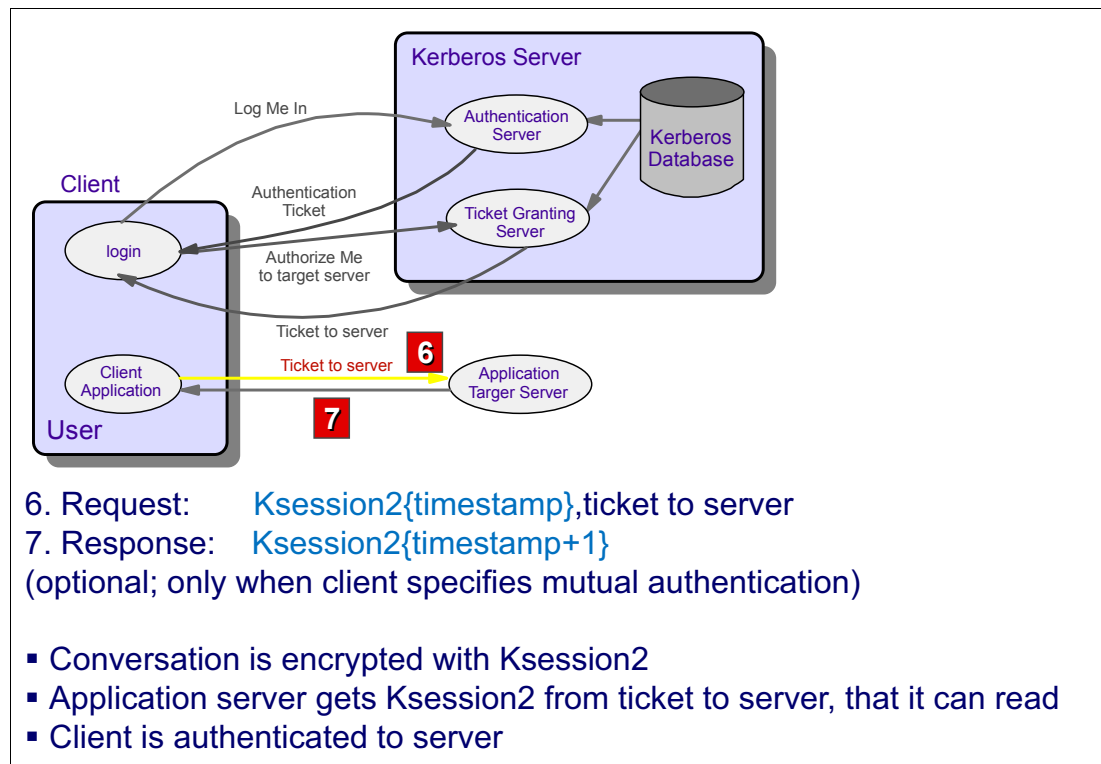 Kerberos Server
Log Me In
Authentication
Server
Kerberos
Database
Client
Authentication
Ticket
Ticket Granting
Server
login
Authorize Me
to target server
Ticket to server
6
Ticket to server
Client
Application
Application
Targer Server
7
User
6. Request: Ksession2{timestamp},ticket to server
7. Response: Ksession2{timestamp+1}
(optional; only when client specifies mutual authentication)
▪ Conversation is encrypted with Ksession2
▪ Application server gets Ksession2 from ticket to server, that it can read
▪ Client is authenticated to server